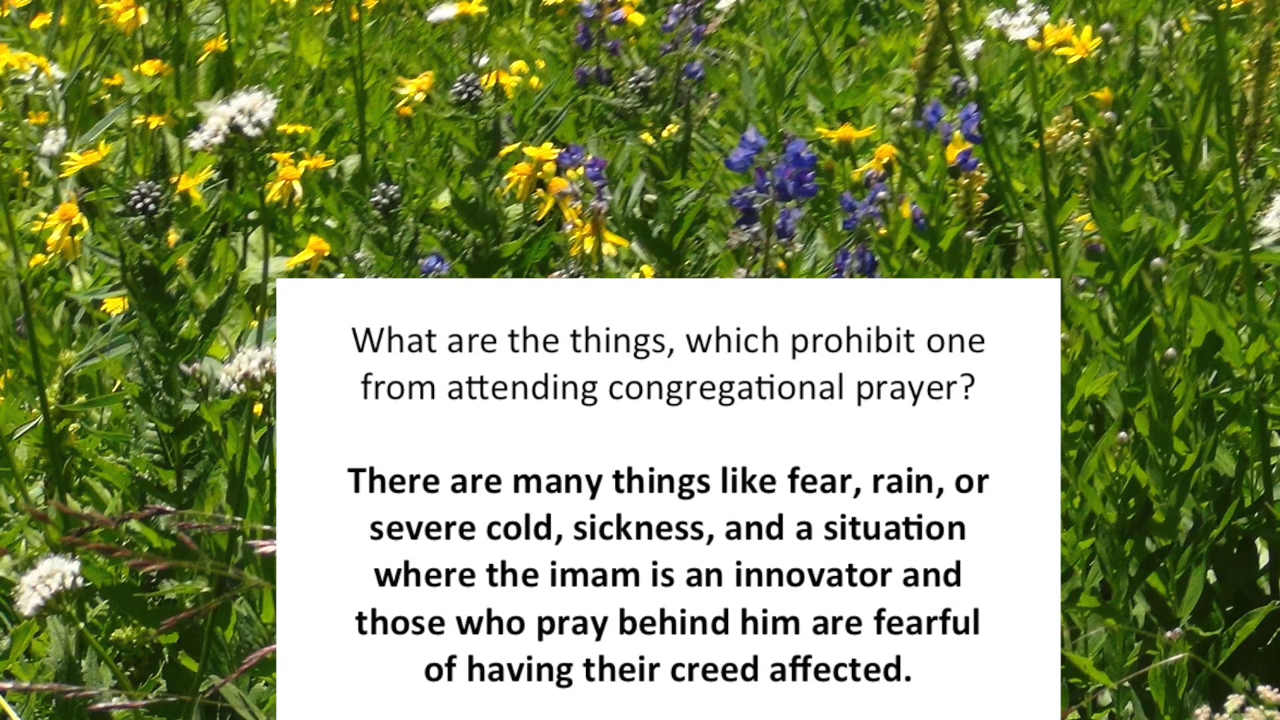 What are the things, which prohibit one
from attending congregational prayer?
There are many things like fear, rain, or
severe cold, sickness, and a situation
where the imam is an innovator and
those who pray behind him are fearful
of having their creed affected.